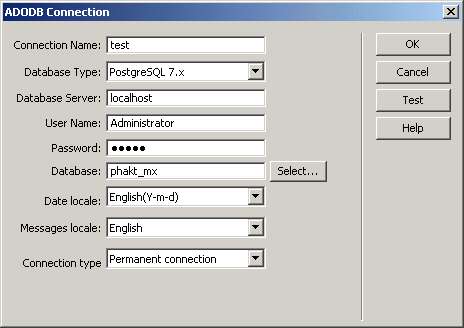 ADODB Connection
Connection Name: test
Database Type: PostgreSQL 7.x
Database Server: localhost
User Name: Administrator
Password: ●●●●●
Database: phakt_mx Select...
Date locale: English(Y-m-d)
Messages locale: English
Connection type Permanent connection
OK
Cancel
Test
Help